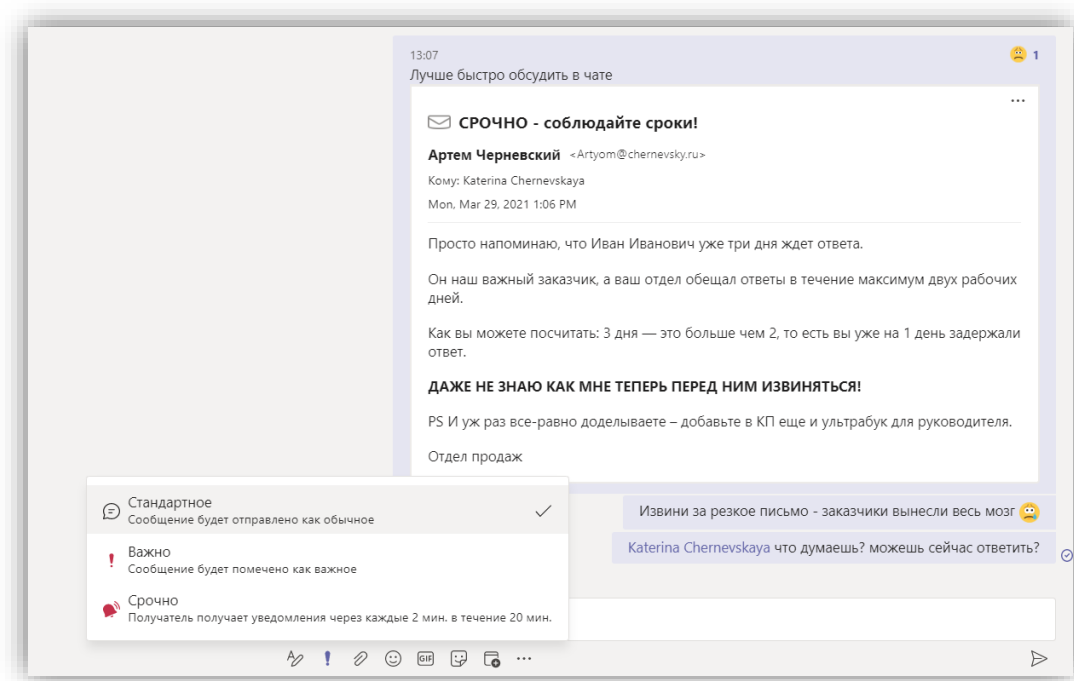 13:07
1
Лучше быстро обсудить в чате
СРОЧНО - соблюдайте сроки!
Артем Черневский <Artyom@chernevsky.ru>
Кому: Katerina Chernevskaya
Mon, Mar 29, 2021 1:06 PM
Просто напоминаю, что Иван Иванович уже три дня ждет ответа.
Он наш важный заказчик, а ваш отдел обещал ответы в течение максимум двух рабочих
дней.
Как вы можете посчитать: 3 дня — это больше чем 2, то есть вы уже на 1 день задержали
ответ.
ДАЖЕ НЕ ЗНАЮ КАК МНЕ ТЕПЕРЬ ПЕРЕД НИМ ИЗВИНЯТЬСЯ!
PS И уж раз все-равно доделываете – добавьте в КП еще и ультрабук для руководителя.
Отдел продаж
Извини за резкое письмо - заказчики вынесли весь мозг
Katerina Chernevskaya что думаешь? можешь сейчас ответить?
Стандартное
Сообщение будет отправлено как обычное
Важно
Сообщение будет помечено как важное
Срочно
Получатель получает уведомления через каждые 2 мин. в течение 20 мин.
GIF